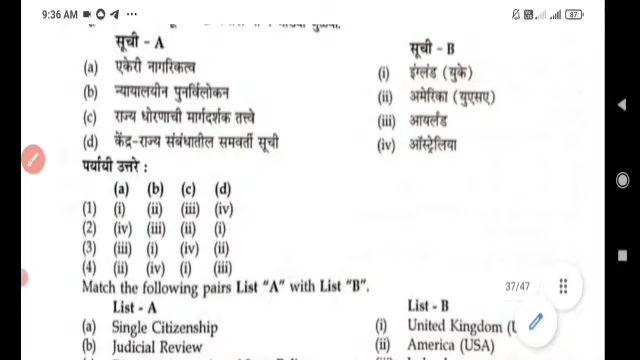 9:36 AM
87
सूची - A सूची - B
(a) एकेरी नागरिकत्व (i) इंग्लंड (युके)
(b) न्यायालयीन पुनर्विलोकन (ii) अमेरिका (युएसए)
(c) राज्य धोरणाची मार्गदर्शक तत्त्वे (iii) आयर्लंड
(d) केंद्र-राज्य संबंधातील समवर्ती सूची (iv) ऑस्ट्रेलिया
पर्यायी उत्तरे :
(a) (b) (c) (d)
(1) (i) (ii) (iii) (iv)
(2) (iv) (iii) (ii) (i)
(3) (iii) (i) (iv) (ii)
(4) (ii) (iv) (i) (iii)
37/47
Match the following pairs List "A" with List "B".
List - A List - B
(a) Single Citizenship (i) United Kingdom
(b) Judicial Review (ii) America (USA)